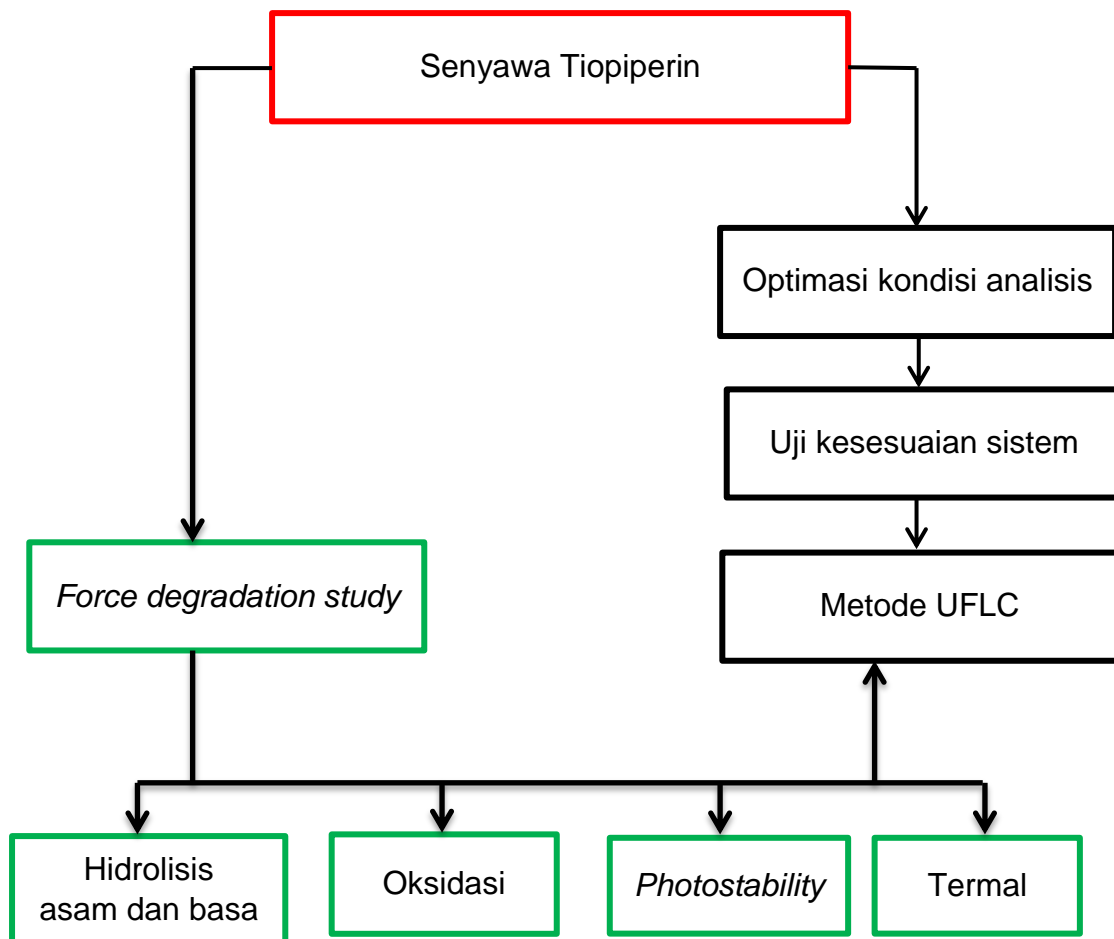 Senyawa Tiopiperin
Optimasi kondisi analisis
Uji kesesuaian sistem
Force degradation study
Metode UFLC
Hidrolisis
asam dan basa
Oksidasi
Photostability
Termal